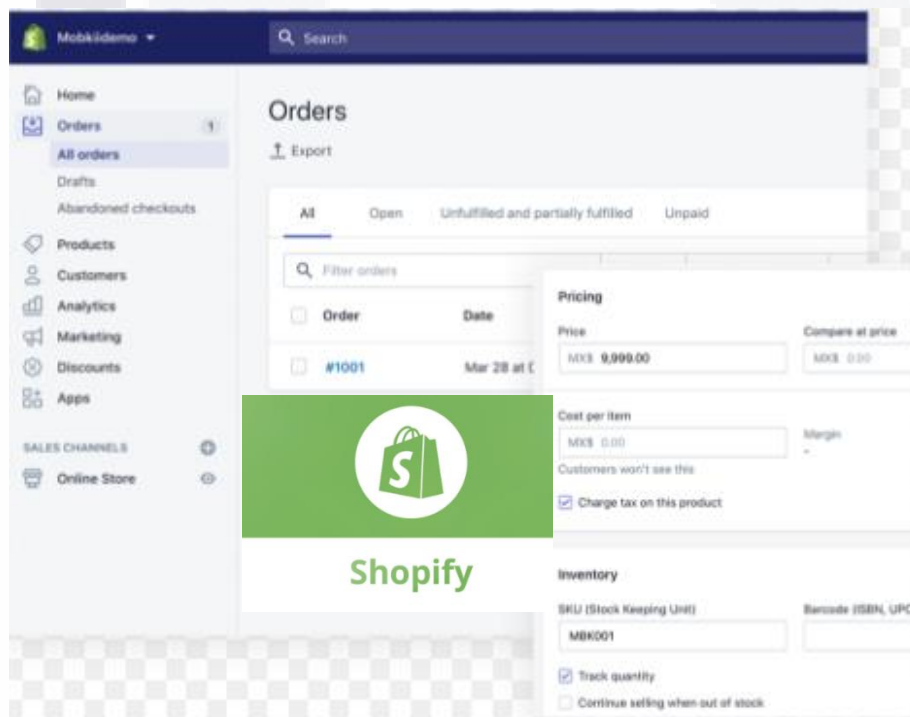 Mobkiidemo
Search
Home
Orders 1
All orders
Drafts
Abandoned checkouts
Products
Customers
Analytics
Marketing
Discounts
Apps
SALES CHANNELS
Online Store
Orders
Export
All Open Unfulfilled and partially fulfilled Unpaid
Filter orders
Order Date
#1001 Mar 28 at
Shopify
Pricing
Price Compare at price
MX$ 9,999.00 MX$ 0.00
Cost per item
MX$ 0.00 Margin
-
Customers won't see this
Charge tax on this product
Inventory
SKU (Stock Keeping Unit) Barcode (ISBN, UPC
MBK001
Track quantity
Continue selling when out of stock